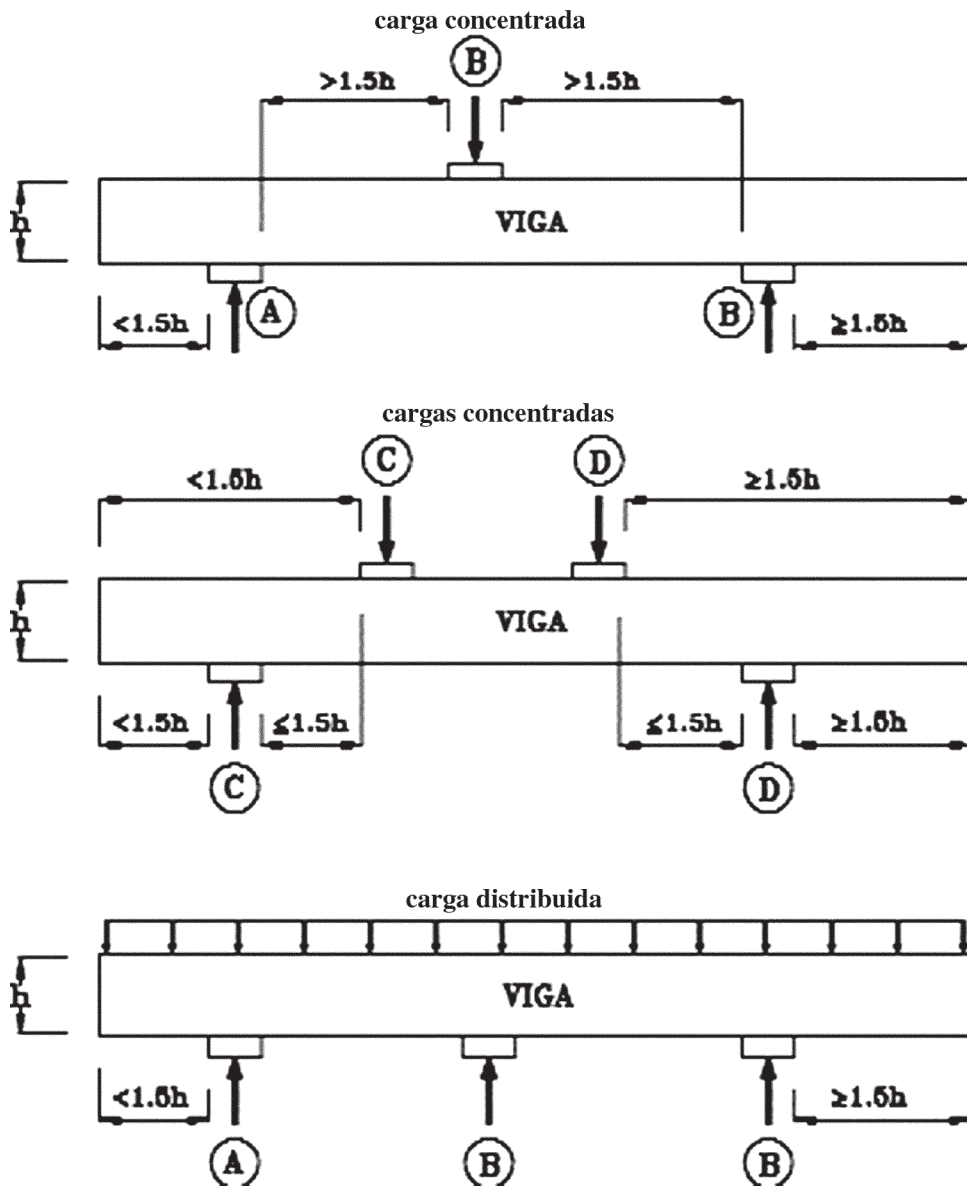 carga concentrada
B
>1.5h >1.5h
h
VIGA
A B
<1.5h ≥1.5h
cargas concentradas
C D
<1.5h ≥1.5h
h
VIGA
<1.5h ≤1.5h ≤1.5h ≥1.5h
C D
carga distribuida
h
VIGA
<1.5h ≥1.5h
A B B